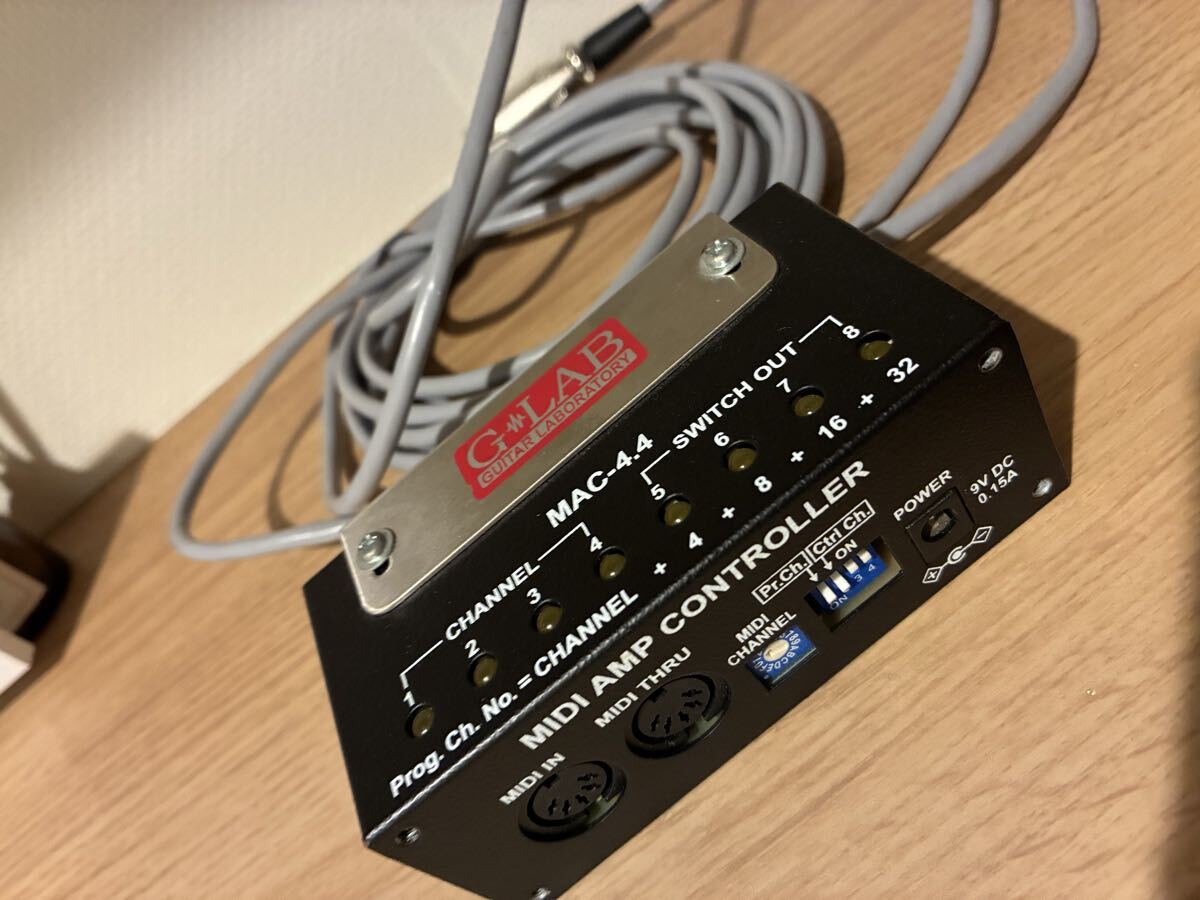 G LAB
GUITAR LABORATORY
MAC-4.4
CHANNEL
SWITCH OUT
1 2 3 4 5 6 7 8
Prog. Ch. No. = CHANNEL + 4 + 8 + 16 + 32
MIDI AMP CONTROLLER
MIDI IN
MIDI THRU
MIDI
CHANNEL
Pr.Ch. Ctrl Ch.
ON
ON 3 4
POWER
9V DC
0.15A